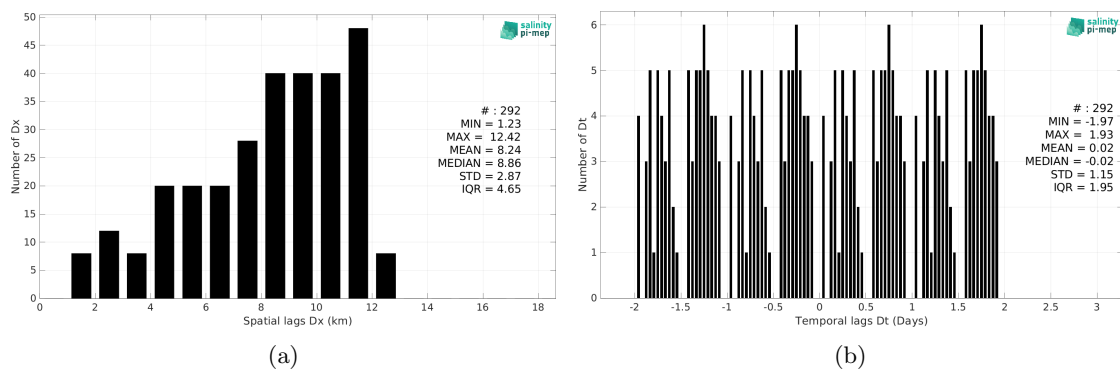 50
45
40
35
30
25
20
15
10
5
0
Number of Dx
0 2 4 6 8 10 12 14 16 18
Spatial lags Dx (km)
salinity
pi-mep
# : 292
MIN = 1.23
MAX = 12.42
MEAN = 8.24
MEDIAN = 8.86
STD = 2.87
IQR = 4.65
(a)
6
5
4
3
2
1
0
Number of Dt
-2 -1.5 -1 -0.5 0 0.5 1 1.5 2 2.5 3
Temporal lags Dt (Days)
salinity
pi-mep
# : 292
MIN = -1.97
MAX = 1.93
MEAN = 0.02
MEDIAN = -0.02
STD = 1.15
IQR = 1.95
(b)